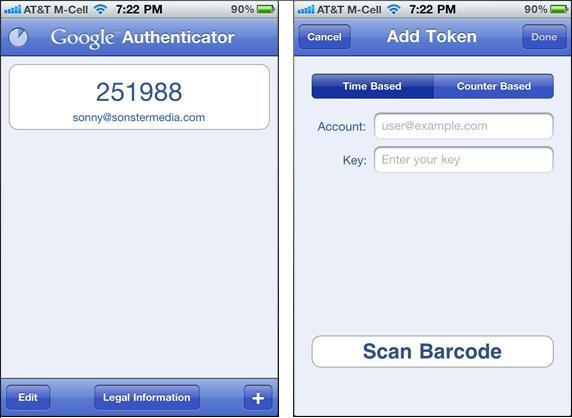 AT&T M-Cell 7:22 PM 90%
Google Authenticator
251988
sonny@sonstermedia.com
Edit Legal Information +
AT&T M-Cell 7:22 PM 90%
Cancel Add Token Done
Time Based Counter Based
Account: user@example.com
Key: Enter your key
Scan Barcode